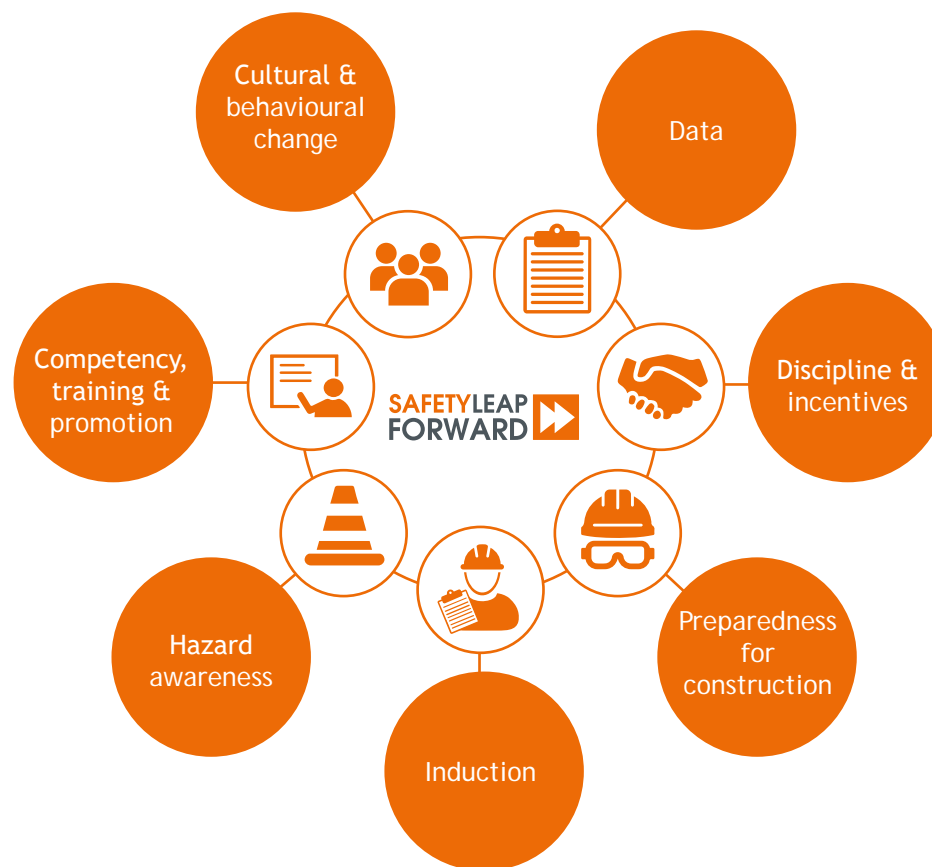 Cultural &
behavioural
change
Data
Competency,
training &
promotion
SAFETYLEAP
FORWARD
Discipline &
incentives
Hazard
awareness
Preparedness
for
construction
Induction